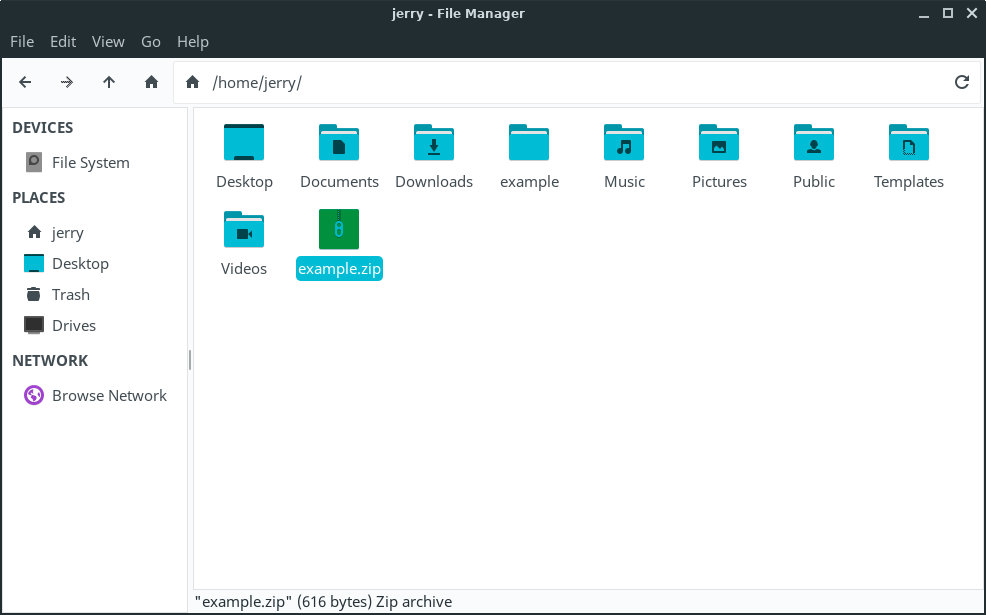 jerry - File Manager
File Edit View Go Help
/home/jerry/
DEVICES
File System
PLACES
jerry
Desktop
Trash
Drives
NETWORK
Browse Network
Desktop Documents Downloads example Music Pictures Public Templates
Videos example.zip
"example.zip" (616 bytes) Zip archive